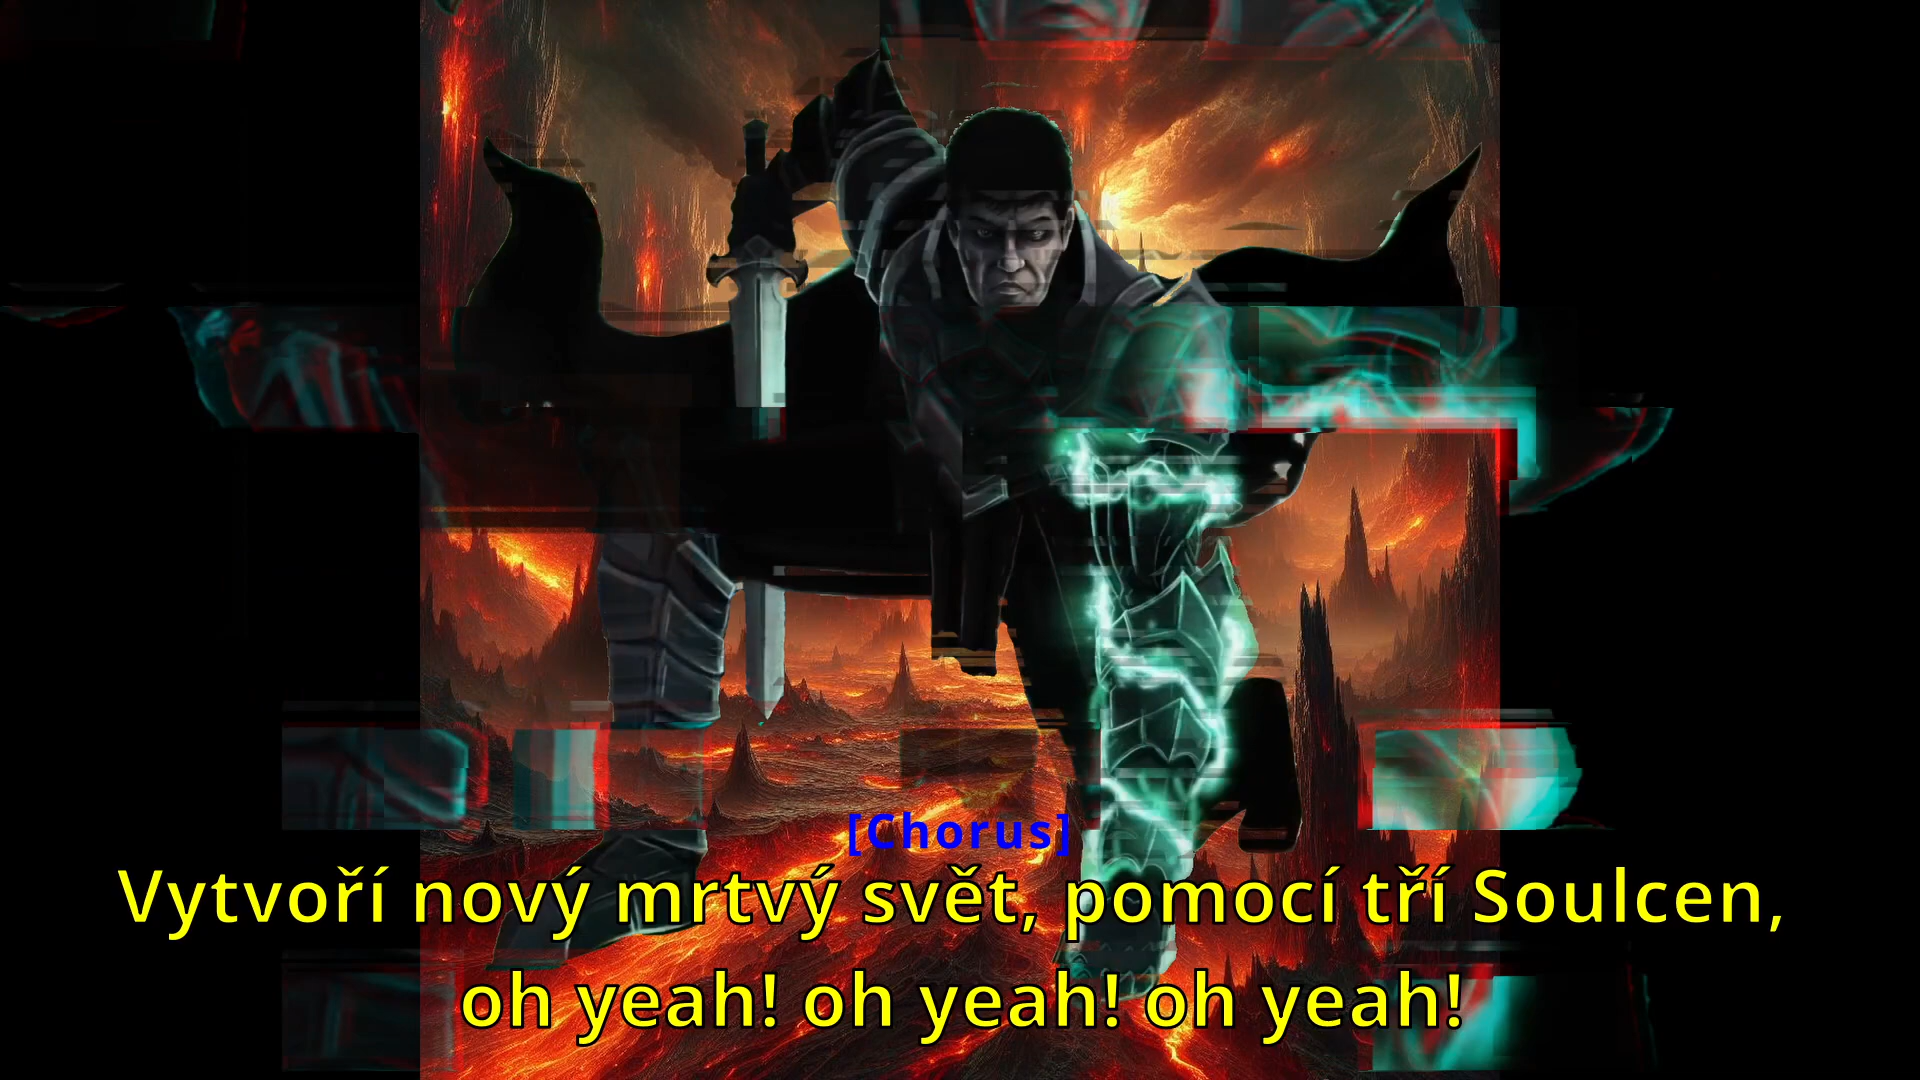 [Chorus]
Vytvoří nový mrtvý svět, pomocí tří Soulcen,
oh yeah! oh yeah! oh yeah!